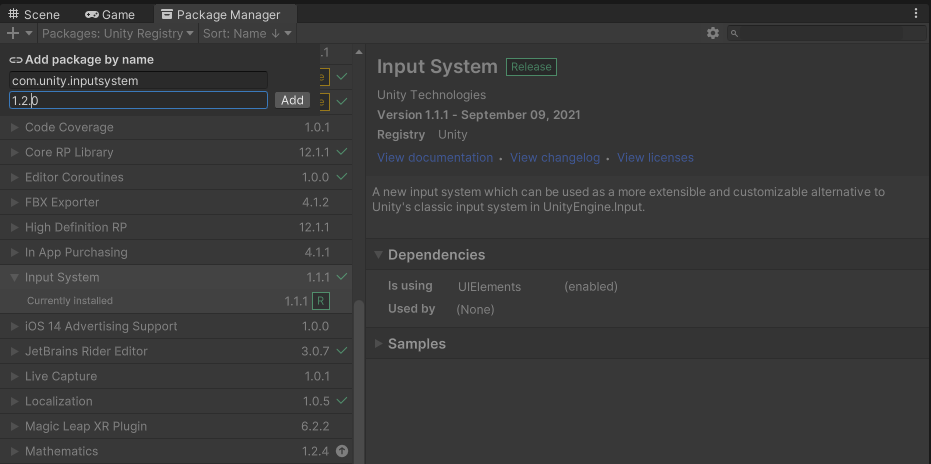 Scene Game Package Manager
Packages: Unity Registry Sort: Name ↓
Add package by name
com.unity.inputsystem
1.2.0 Add
.1
e
e
Code Coverage 1.0.1
Core RP Library 12.1.1
Editor Coroutines 1.0.0
FBX Exporter 4.1.2
High Definition RP 12.1.1
In App Purchasing 4.1.1
Input System 1.1.1
Currently installed 1.1.1 R
iOS 14 Advertising Support 1.0.0
JetBrains Rider Editor 3.0.7
Live Capture 1.0.1
Localization 1.0.5
Magic Leap XR Plugin 6.2.2
Mathematics 1.2.4
Input System Release
Unity Technologies
Version 1.1.1 - September 09, 2021
Registry Unity
View documentation • View changelog • View licenses
A new input system which can be used as a more extensible and customizable alternative to
Unity's classic input system in UnityEngine.Input.
Dependencies
Is using UIElements (enabled)
Used by (None)
Samples